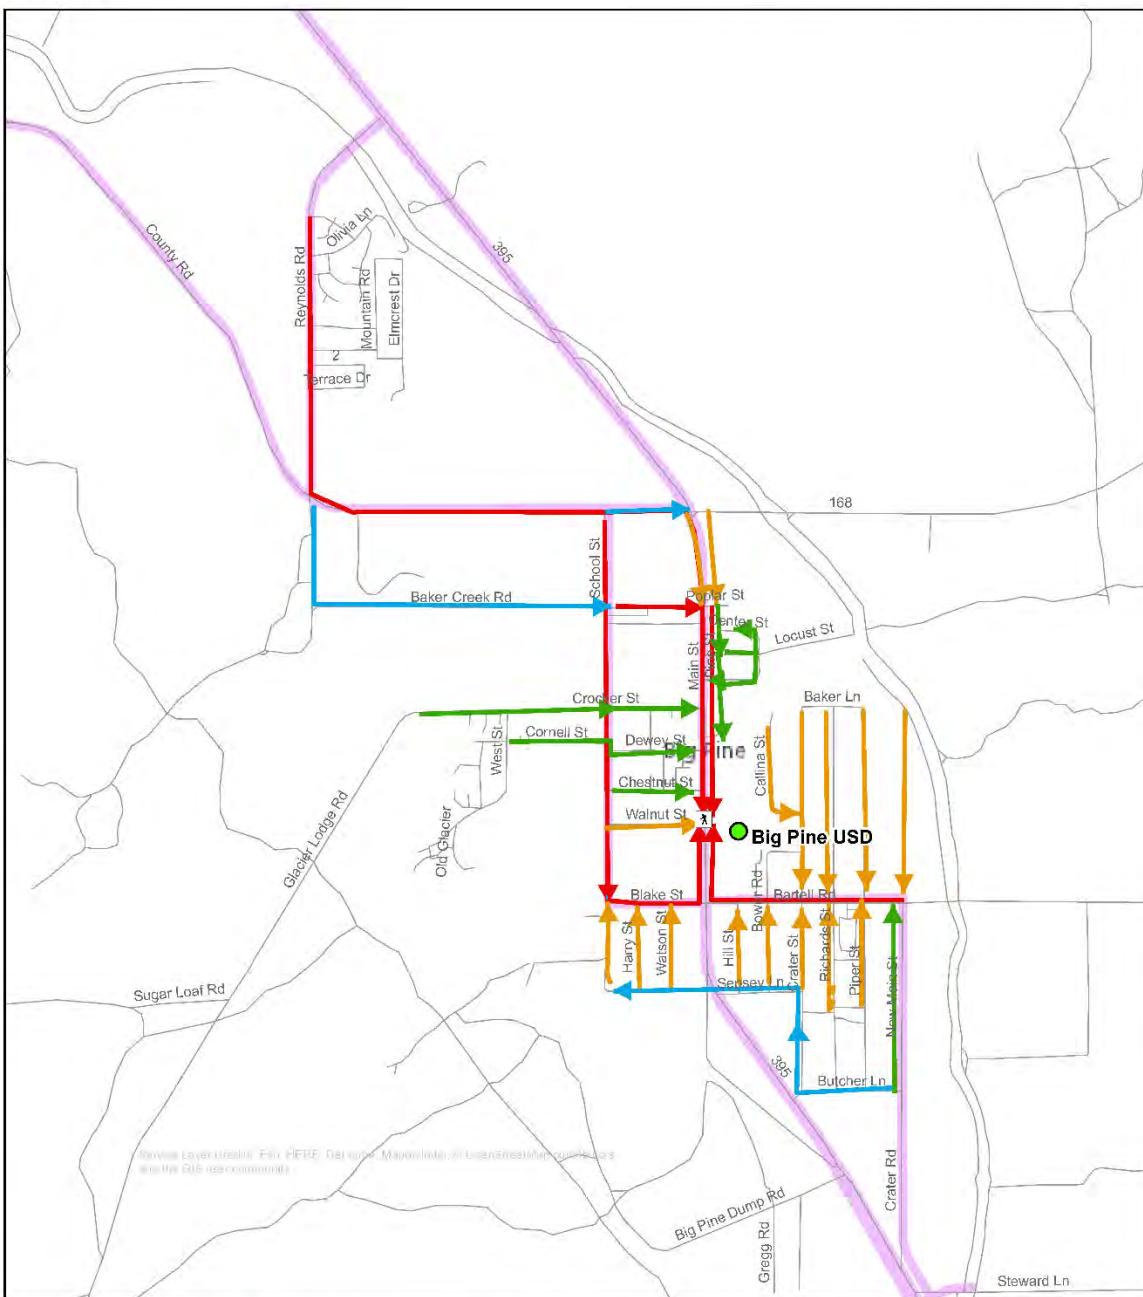 Olivia Ln
395
County Rd
Reynolds Rd
Mountain Rd
Elmcrest Dr
2
Terrace Dr
168
School St
Baker Creek Rd
Poplar St
Center St
Locust St
Main St
Crocker St
Baker Ln
West St
Cornell St
Dewey St
Big Pine
Callina St
Chestnut St
Walnut St
Big Pine USD
Old Glacier
Glacier Lodge Rd
Blake St
Bower Rd
Bartell Rd
Harry St
Watson St
Hill St
Crater St
Richards St
Piper St
New Main St
Sepsey Ln
Sugar Loaf Rd
395
Butcher Ln
Crater Rd
Big Pine Dump Rd
Gregg Rd
Steward Ln